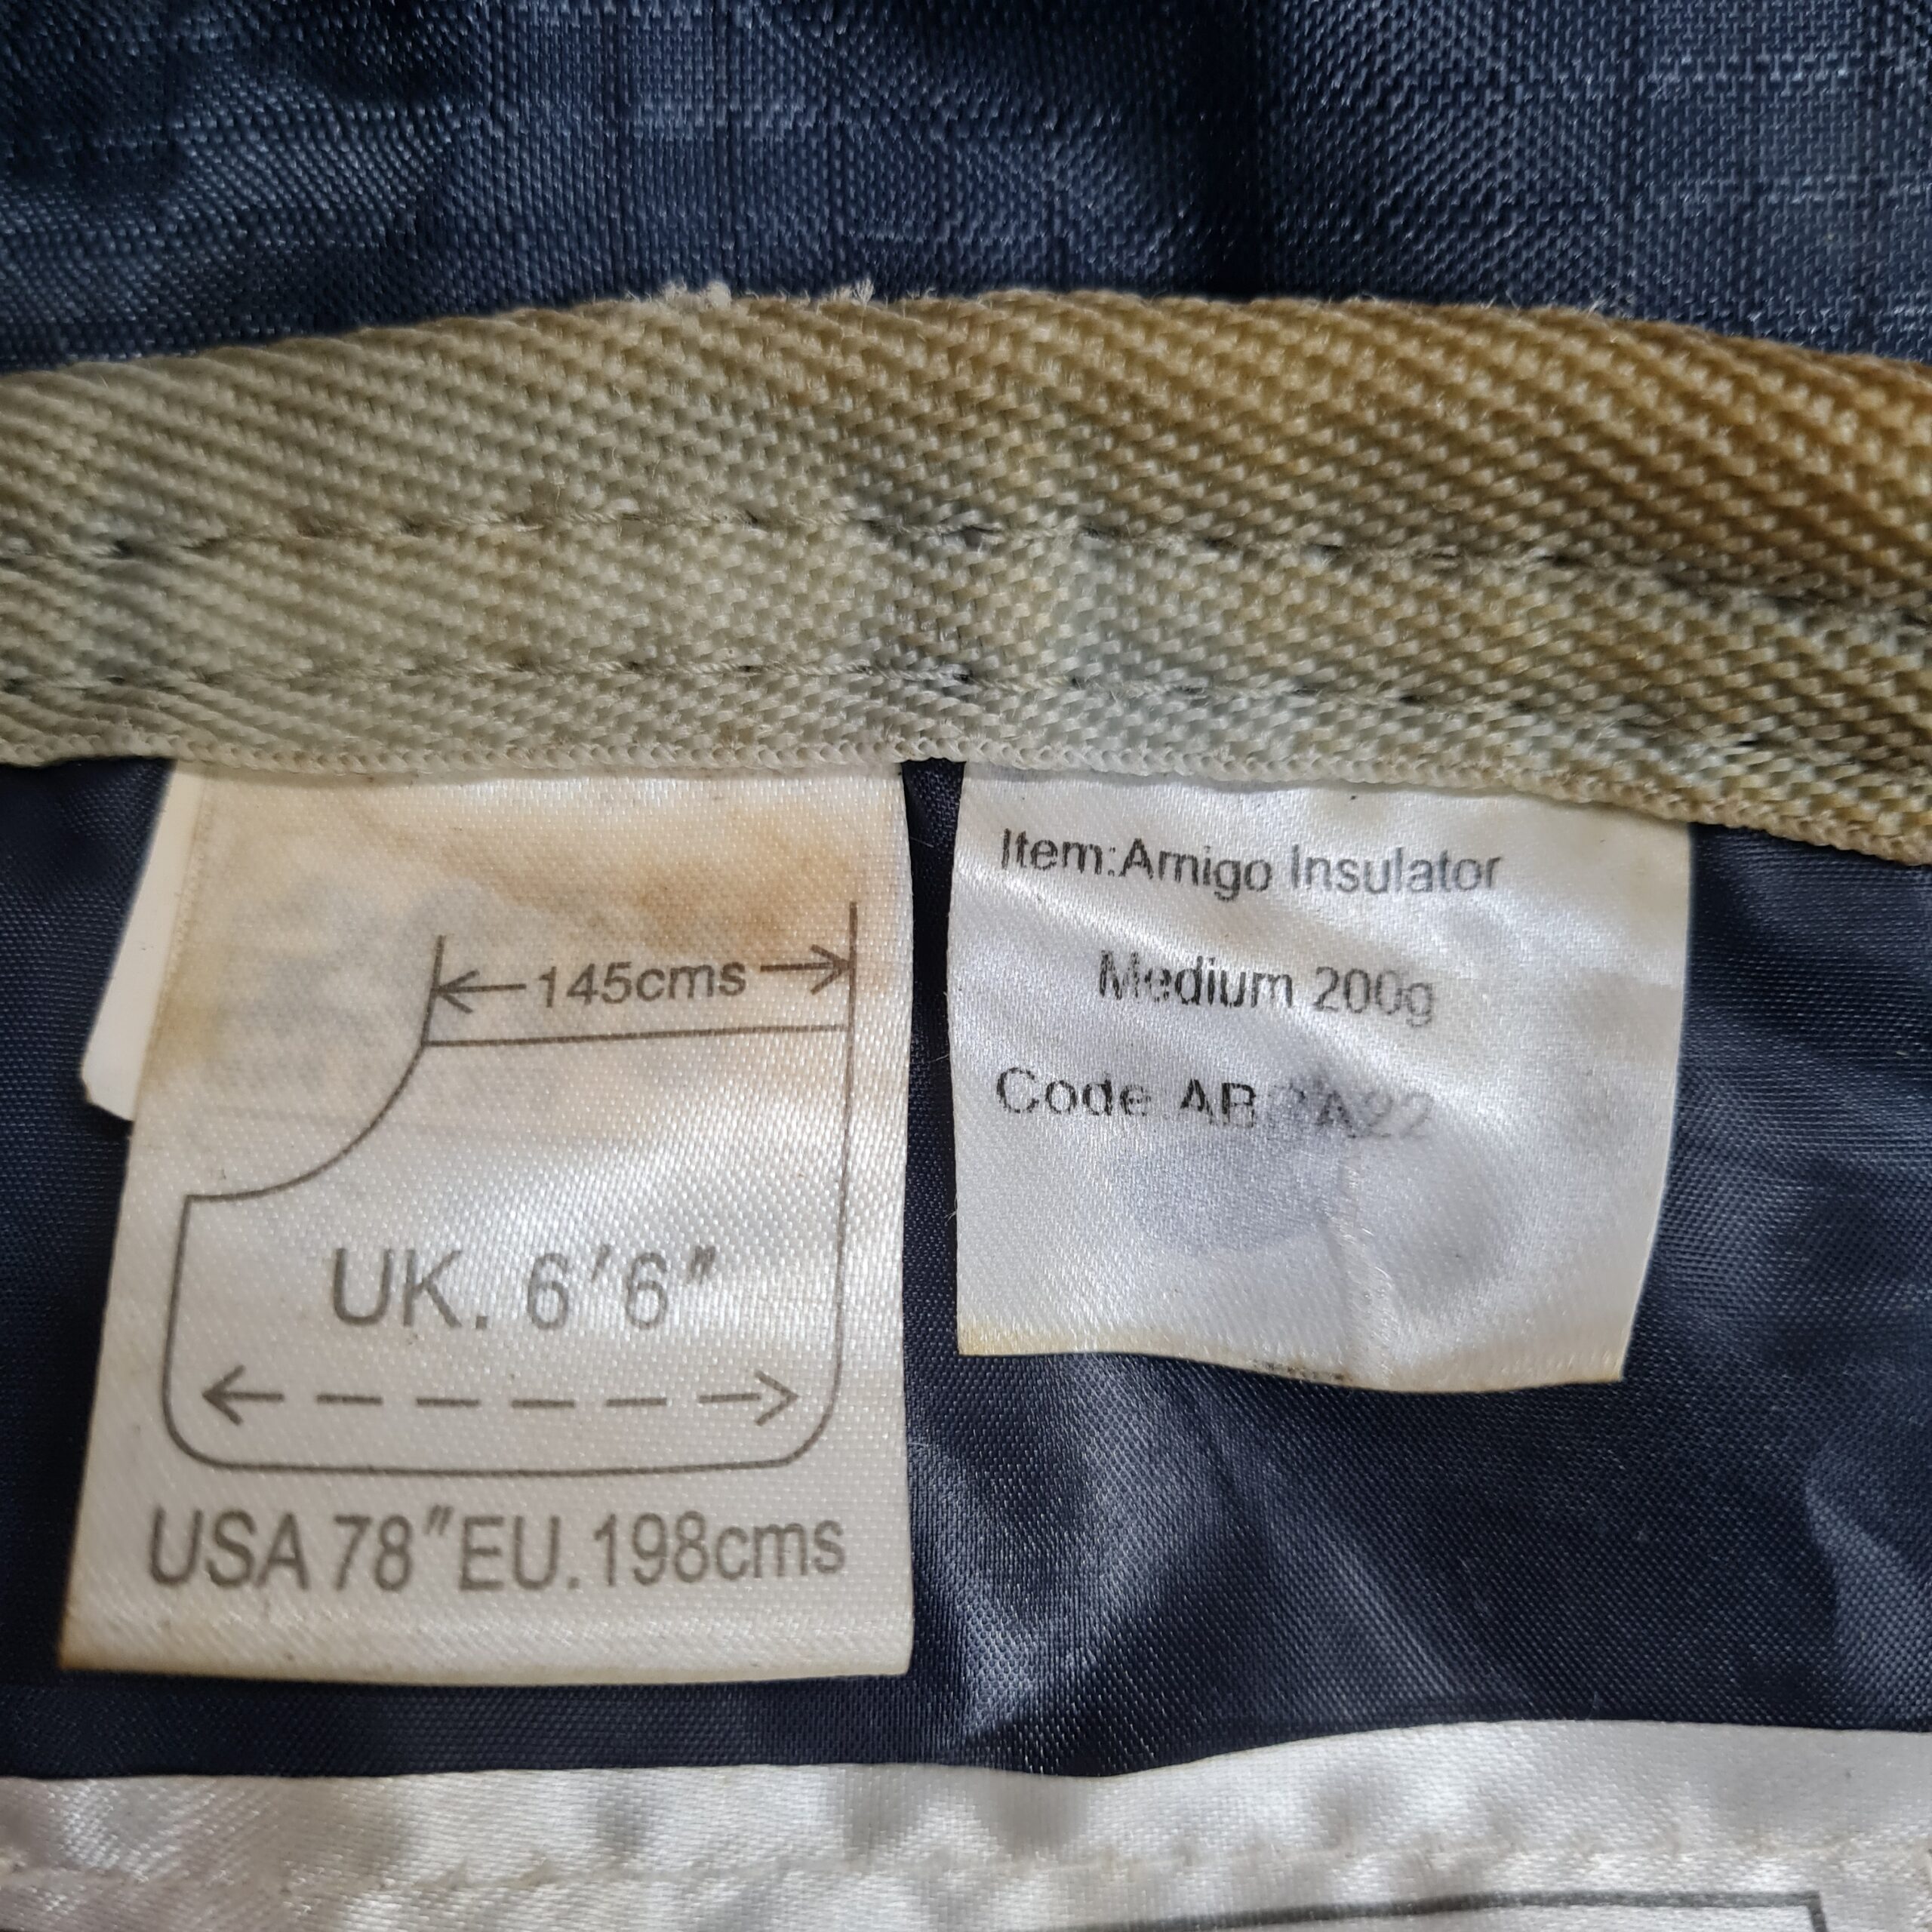 145cms
UK. 6'6"
USA 78" EU. 198cms
Item:Amigo Insulator
Medium 200g
Code